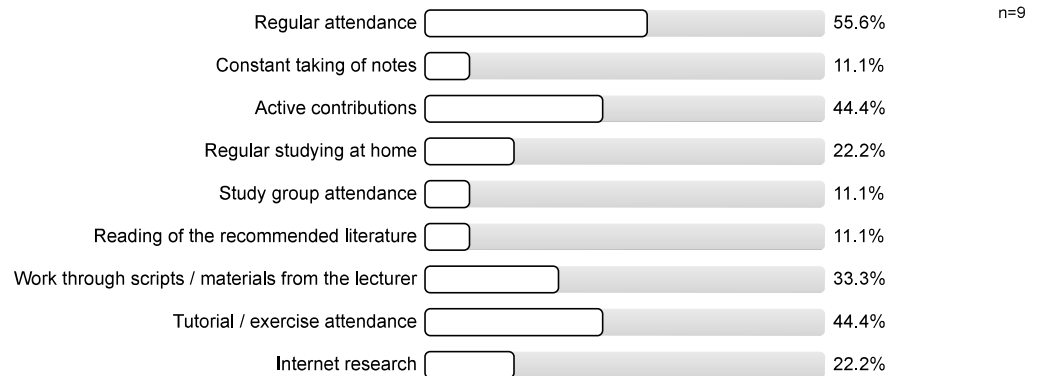 n=9
Regular attendance 55.6%
Constant taking of notes 11.1%
Active contributions 44.4%
Regular studying at home 22.2%
Study group attendance 11.1%
Reading of the recommended literature 11.1%
Work through scripts / materials from the lecturer 33.3%
Tutorial / exercise attendance 44.4%
Internet research 22.2%